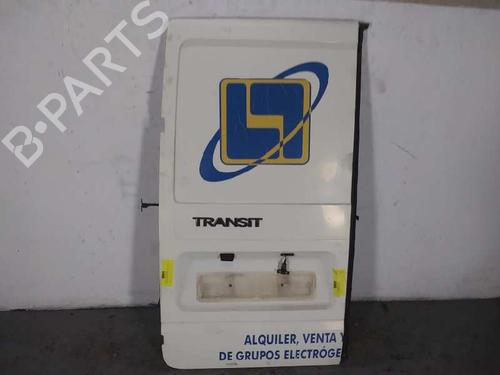 B-PARTS
TRANSIT
ALQUILER, VENTA Y
DE GRUPOS ELECTRÓGE